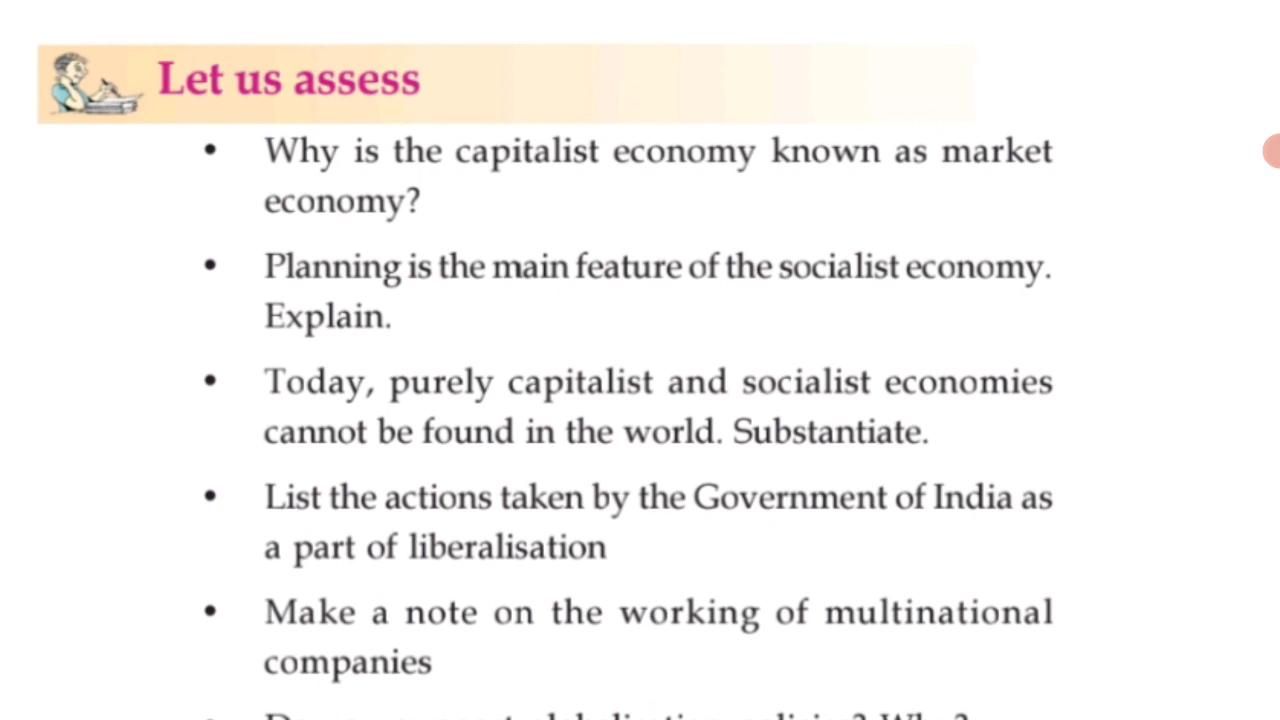 Let us assess
• Why is the capitalist economy known as market
economy?
• Planning is the main feature of the socialist economy.
Explain.
• Today, purely capitalist and socialist economies
cannot be found in the world. Substantiate.
• List the actions taken by the Government of India as
a part of liberalisation
• Make a note on the working of multinational
companies